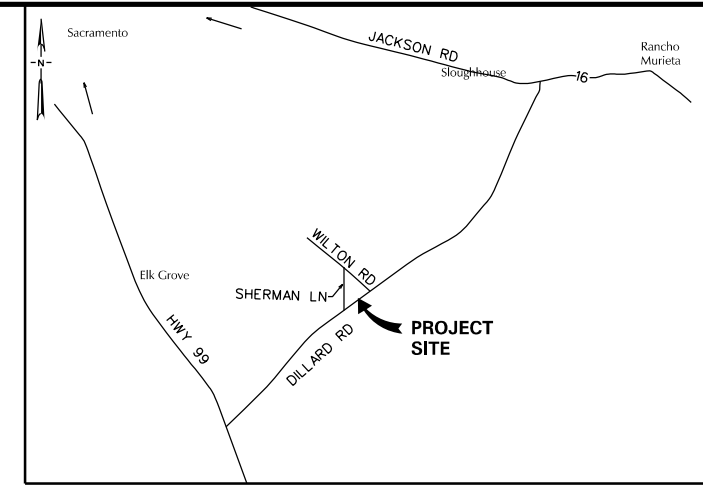 N
Sacramento
JACKSON RD
Sloughhouse
16
Rancho
Murieta
WILTON RD
Elk Grove
SHERMAN LN
HWY 99
DILLARD RD
PROJECT
SITE